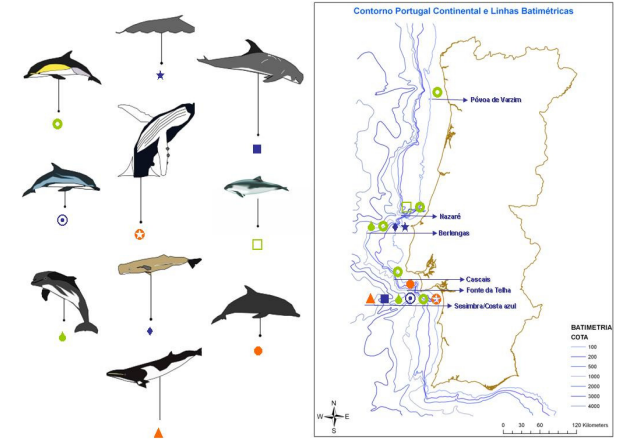 Contorno Portugal Continental e Linhas Batimétricas
Póvoa de Varzim
Nazaré
Berlengas
Cascais
Fonte da Telha
Sesimbra/Costa azul
BATIMETRIA
COTA
100
200
500
1000
2000
3000
4000
N
W
E
S
0 30 60 120 Kilometers